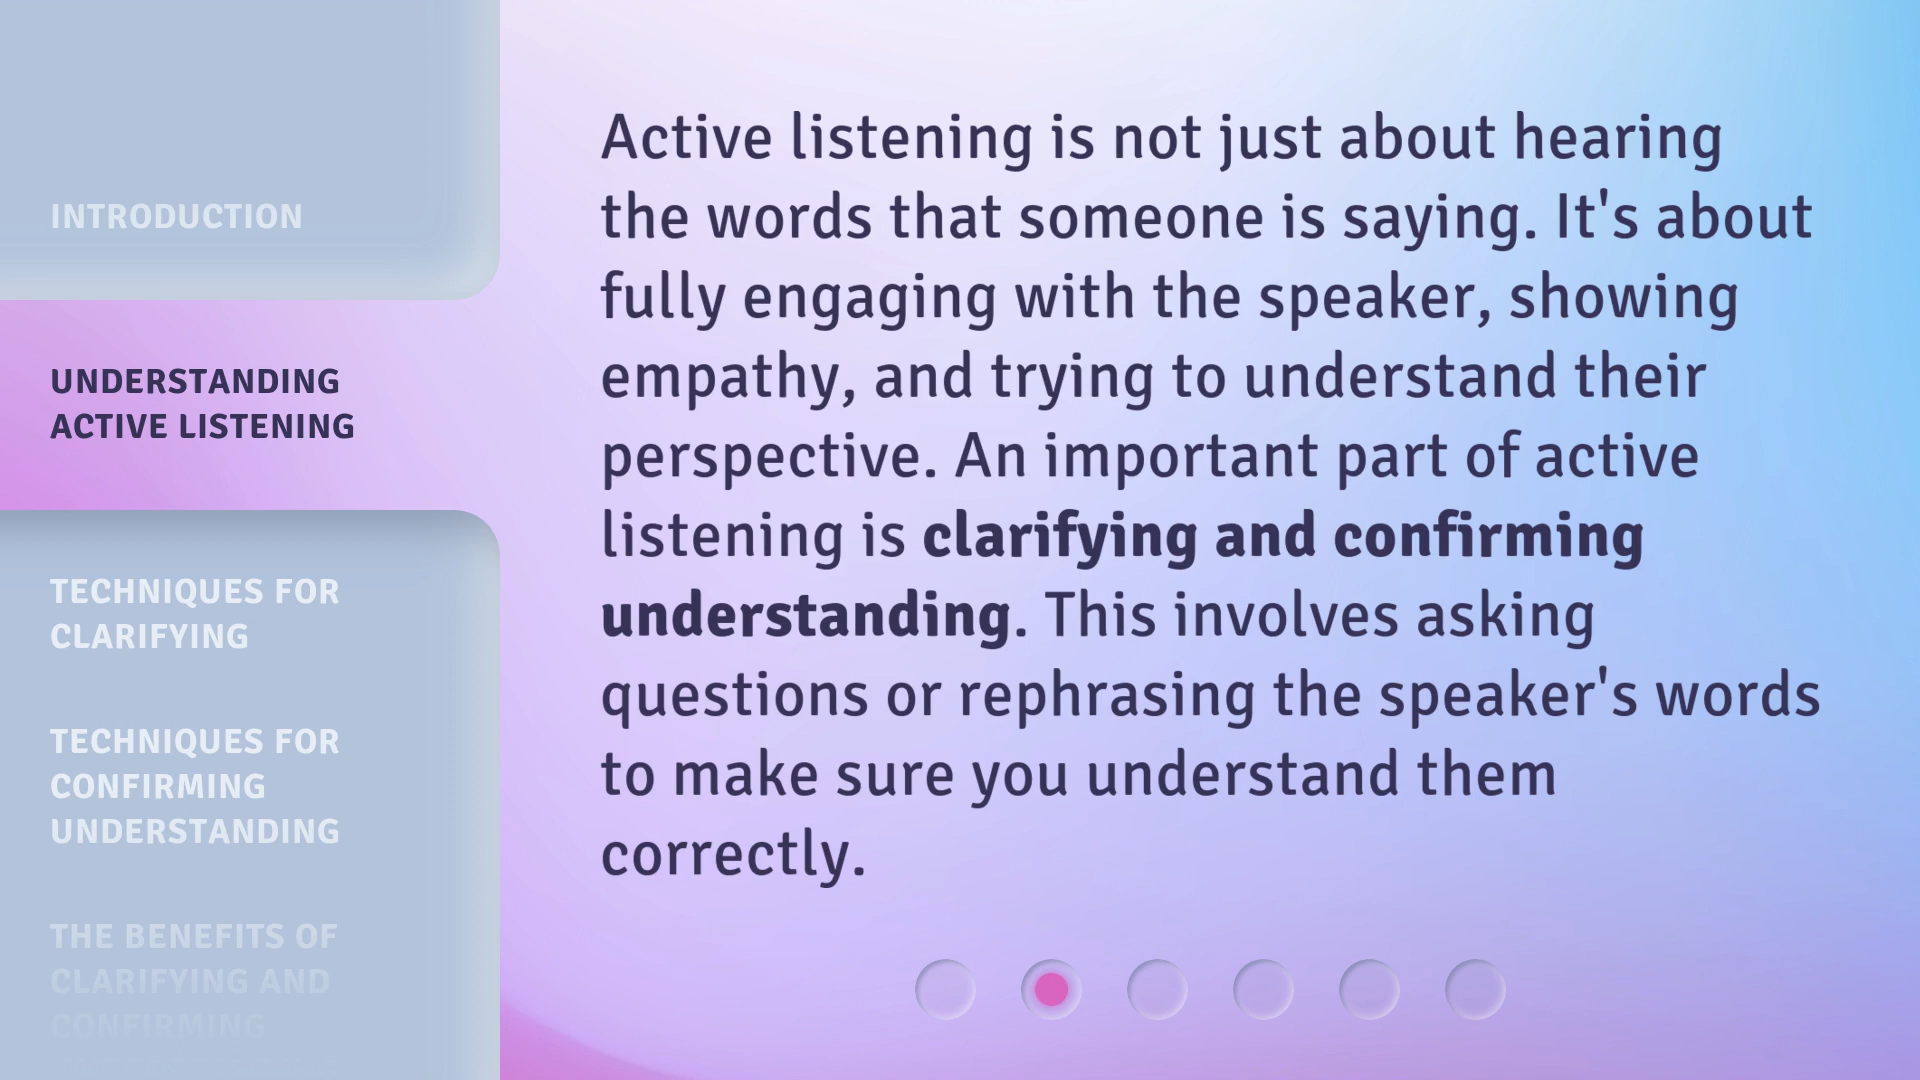 INTRODUCTION
UNDERSTANDING
ACTIVE LISTENING
TECHNIQUES FOR
CLARIFYING
TECHNIQUES FOR
CONFIRMING
UNDERSTANDING
THE BENEFITS OF
CLARIFYING AND
CONFIRMING
Active listening is not just about hearing
the words that someone is saying. It's about
fully engaging with the speaker, showing
empathy, and trying to understand their
perspective. An important part of active
listening is clarifying and confirming
understanding. This involves asking
questions or rephrasing the speaker's words
to make sure you understand them
correctly.